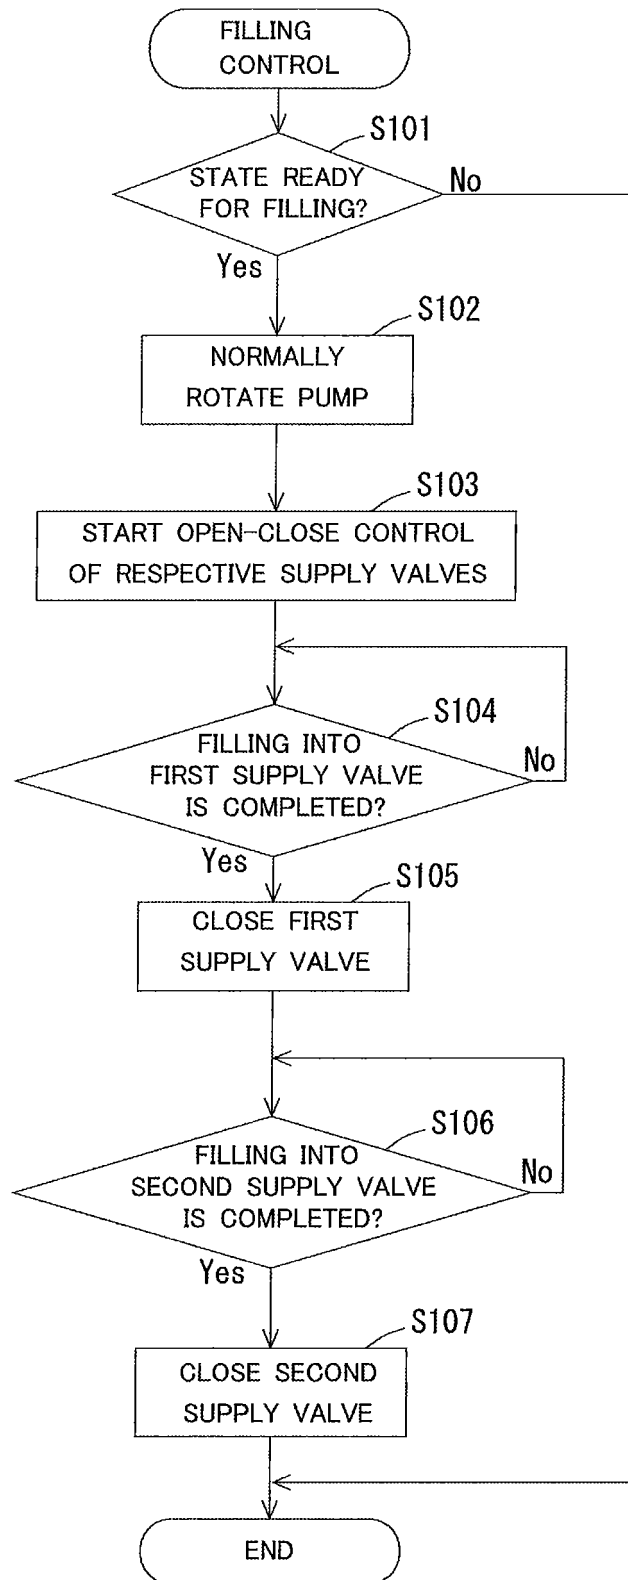 FILLING
CONTROL
S101
STATE READY
FOR FILLING?
No
Yes
S102
NORMALLY
ROTATE PUMP
S103
START OPEN-CLOSE CONTROL
OF RESPECTIVE SUPPLY VALVES
S104
FILLING INTO
FIRST SUPPLY VALVE
IS COMPLETED?
No
Yes
S105
CLOSE FIRST
SUPPLY VALVE
S106
FILLING INTO
SECOND SUPPLY VALVE
IS COMPLETED?
No
Yes
S107
CLOSE SECOND
SUPPLY VALVE
END